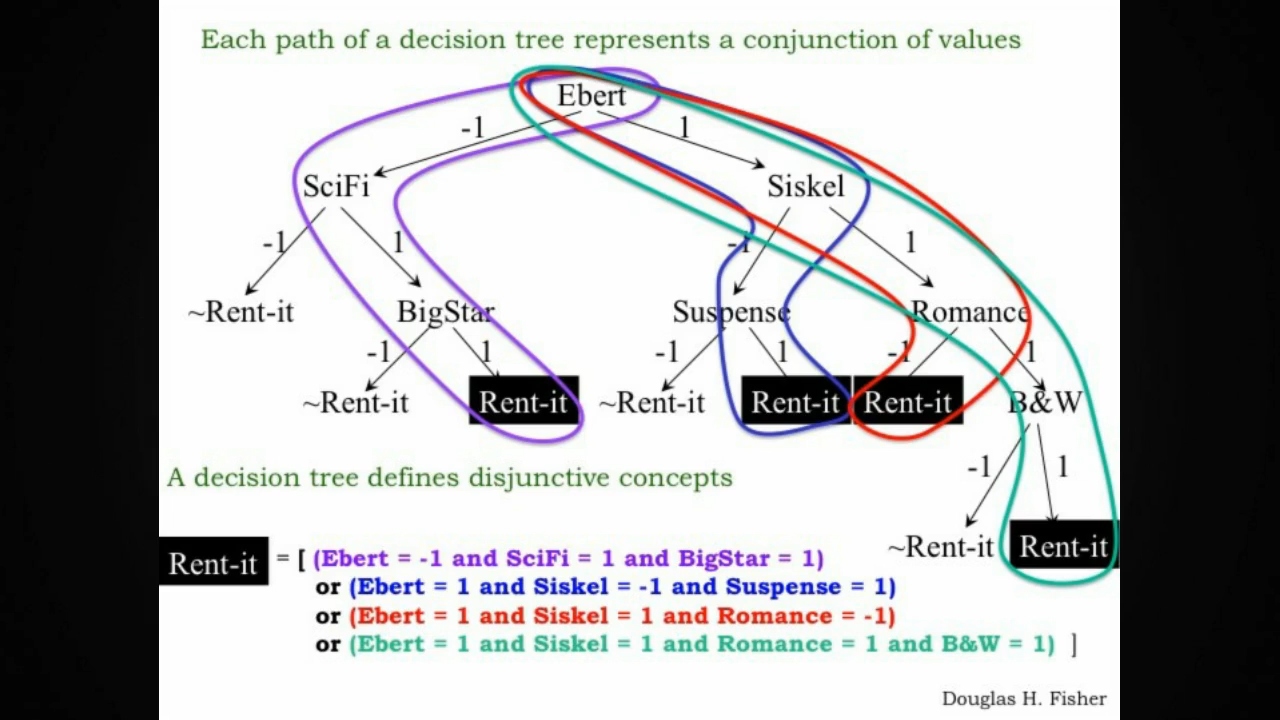 Each path of a decision tree represents a conjunction of values
Ebert
-1 1
SciFi Siskel
-1 1 -1 1
~Rent-it BigStar Suspense Romance
-1 1 -1 1 -1 1
~Rent-it Rent-it ~Rent-it Rent-it Rent-it B&W
-1 1
A decision tree defines disjunctive concepts
~Rent-it Rent-it
Rent-it = [ (Ebert = -1 and SciFi = 1 and BigStar = 1)
or (Ebert = 1 and Siskel = -1 and Suspense = 1)
or (Ebert = 1 and Siskel = 1 and Romance = -1)
or (Ebert = 1 and Siskel = 1 and Romance = 1 and B&W = 1) ]
Douglas H. Fisher